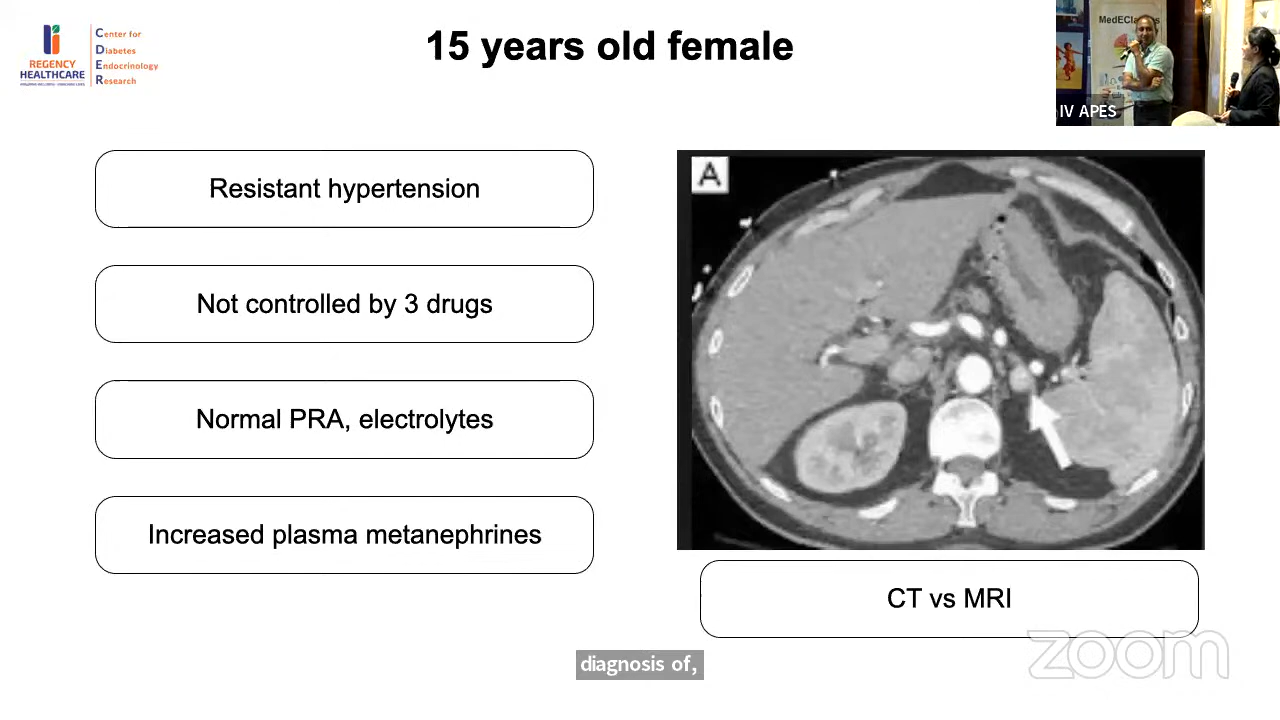 15 years old female
REGENCY
HEALTHCARE
Center for
Diabetes
Endocrinology
Research
MedEClasses
IV APES
Resistant hypertension
Not controlled by 3 drugs
Normal PRA, electrolytes
Increased plasma metanephrines
A
CT vs MRI
zoom
diagnosis of,